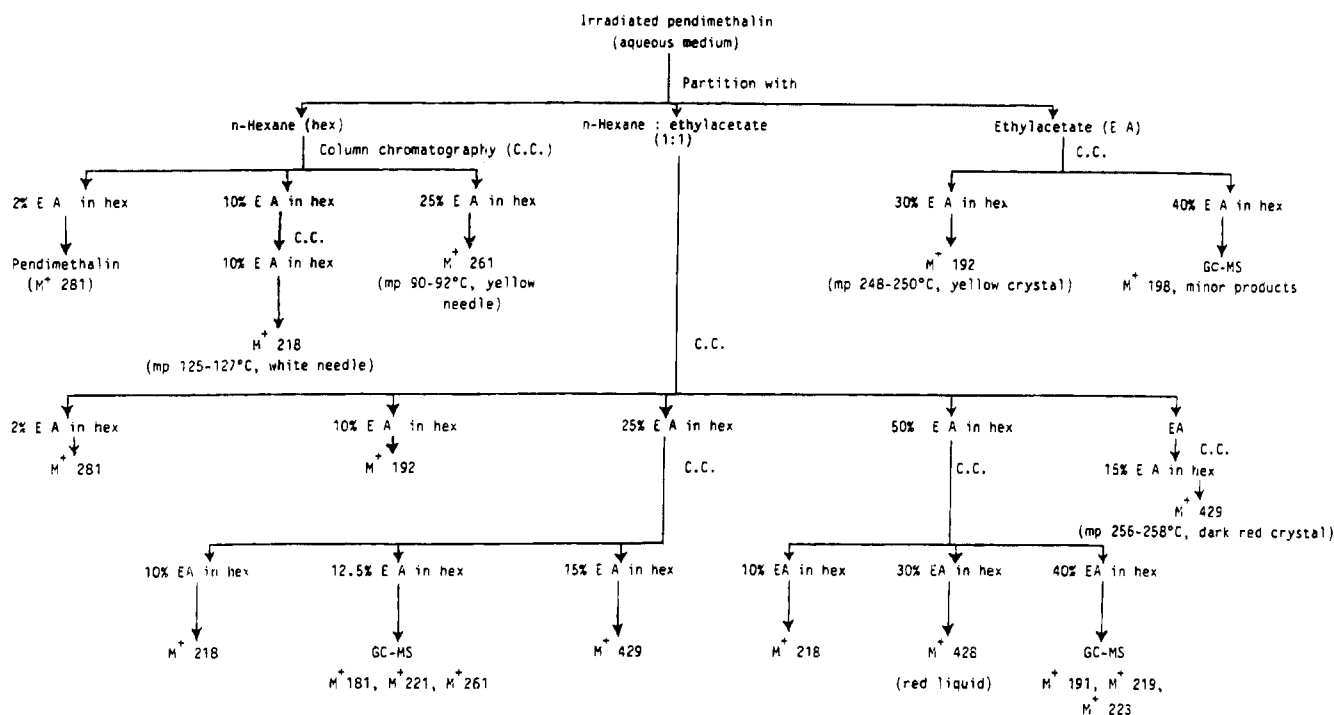 Irradiated pendimethalin
(aqueous medium)
Partition with
n-Hexane (hex)
n-Hexane : ethylacetate
(1:1)
Ethylacetate (E A)
Column chromatography (C.C.)
C.C.
2% E A in hex
10% E A in hex
25% E A in hex
30% E A in hex
40% E A in hex
C.C.
Pendimethalin
(M+ 281)
10% E A in hex
M+ 261
(mp 90-92°C, yellow
needle)
M+ 192
(mp 248-250°C, yellow crystal)
GC-MS
M+ 198, minor products
M+ 218
(mp 125-127°C, white needle)
C.C.
2% E A in hex
10% E A in hex
25% E A in hex
50% E A in hex
EA
M+ 281
M+ 192
C.C.
C.C.
C.C.
15% E A in hex
M+ 429
(mp 256-258°C, dark red crystal)
10% EA in hex
12.5% E A in hex
15% E A in hex
10% EA in hex
30% EA in hex
40% EA in hex
M+ 218
GC-MS
M+ 429
M+ 218
M+ 428
GC-MS
M+181, M+221, M+261
(red liquid)
M+ 191, M+ 219,
M+ 223